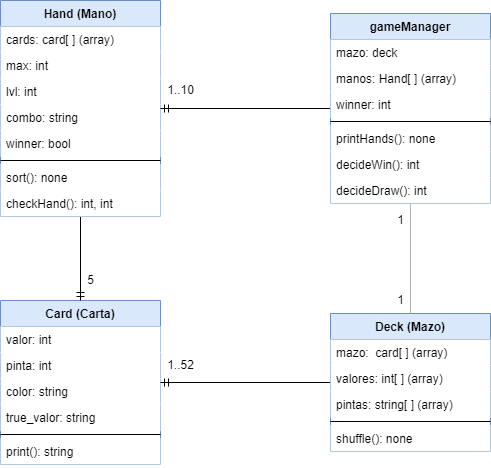 Hand (Mano)
cards: card[ ] (array)
max: int
lvl: int
combo: string
winner: bool
sort(): none
checkHand(): int, int
1..10
gameManager
mazo: deck
manos: Hand[ ] (array)
winner: int
printHands(): none
decideWin(): int
decideDraw(): int
5
1
1
Card (Carta)
valor: int
pinta: int
color: string
true_valor: string
print(): string
1..52
Deck (Mazo)
mazo:  card[ ] (array)
valores: int[ ] (array)
pintas: string[ ] (array)
shuffle(): none